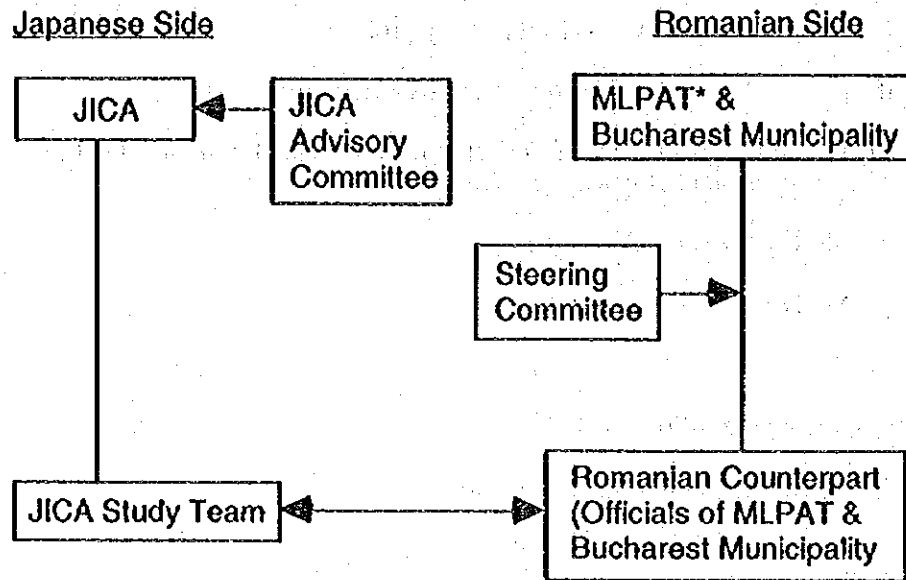 Japanese Side
Romanian Side
JICA
JICA
Advisory
Committee
MLPAT* &
Bucharest Municipality
Steering
Committee
JICA Study Team
Romanian Counterpart
(Officials of MLPAT &
Bucharest Municipality